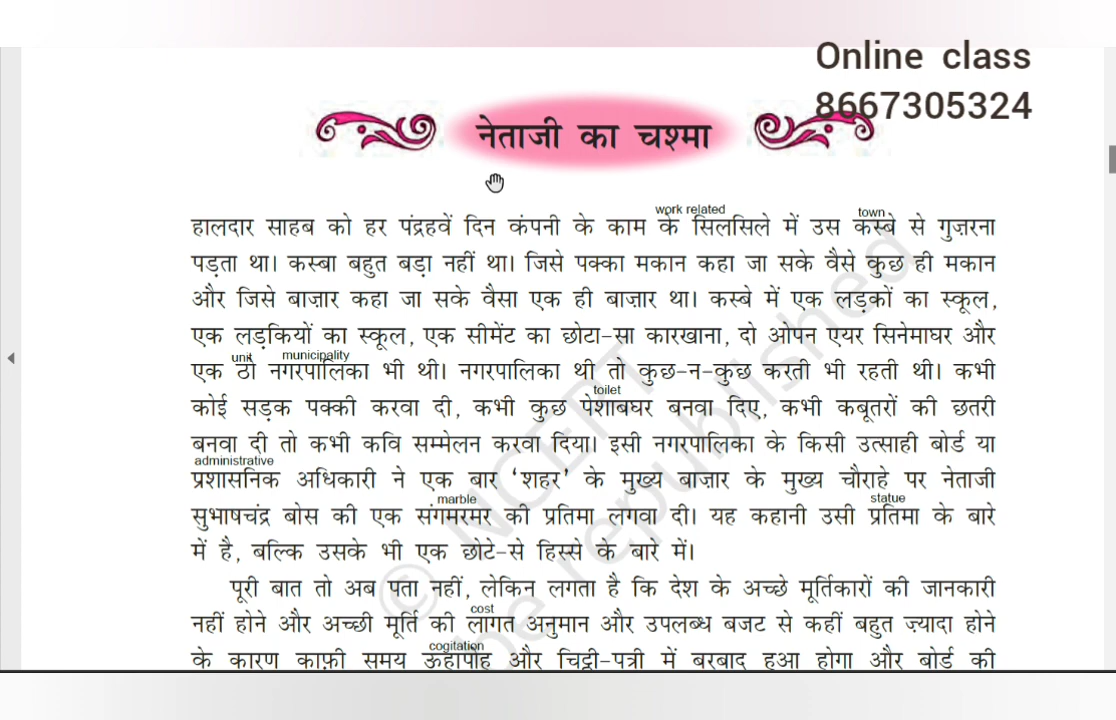 Online class
8667305324
नेताजी का चश्मा
work related town
हालदार साहब को हर पंद्रहवें दिन कंपनी के काम के सिलसिले में उस कस्बे से गुज़रना
पड़ता था। कस्बा बहुत बड़ा नहीं था। जिसे पक्का मकान कहा जा सके वैसे कुछ ही मकान
और जिसे बाज़ार कहा जा सके वैसा एक ही बाज़ार था। कस्बे में एक लड़कों का स्कूल,
एक लड़कियों का स्कूल, एक सीमेंट का छोटा-सा कारखाना, दो ओपन एयर सिनेमाघर और
unit municipality
एक ठो नगरपालिका भी थी। नगरपालिका थी तो कुछ-न-कुछ करती भी रहती थी। कभी
toilet
कोई सड़क पक्की करवा दी, कभी कुछ पेशाबघर बनवा दिए, कभी कबूतरों की छतरी
बनवा दी तो कभी कवि सम्मेलन करवा दिया। इसी नगरपालिका के किसी उत्साही बोर्ड या
administrative
प्रशासनिक अधिकारी ने एक बार ‘शहर’ के मुख्य बाज़ार के मुख्य चौराहे पर नेताजी
marble statue
सुभाषचंद्र बोस की एक संगमरमर की प्रतिमा लगवा दी। यह कहानी उसी प्रतिमा के बारे
में है, बल्कि उसके भी एक छोटे-से हिस्से के बारे में।
पूरी बात तो अब पता नहीं, लेकिन लगता है कि देश के अच्छे मूर्तिकारों की जानकारी
cost
नहीं होने और अच्छी मूर्ति की लागत अनुमान और उपलब्ध बजट से कहीं बहुत ज़्यादा होने
cogitation
के कारण काफ़ी समय ऊहापोह और चिट्ठी-पत्री में बरबाद हुआ होगा और बोर्ड की
© NCERT
be republished